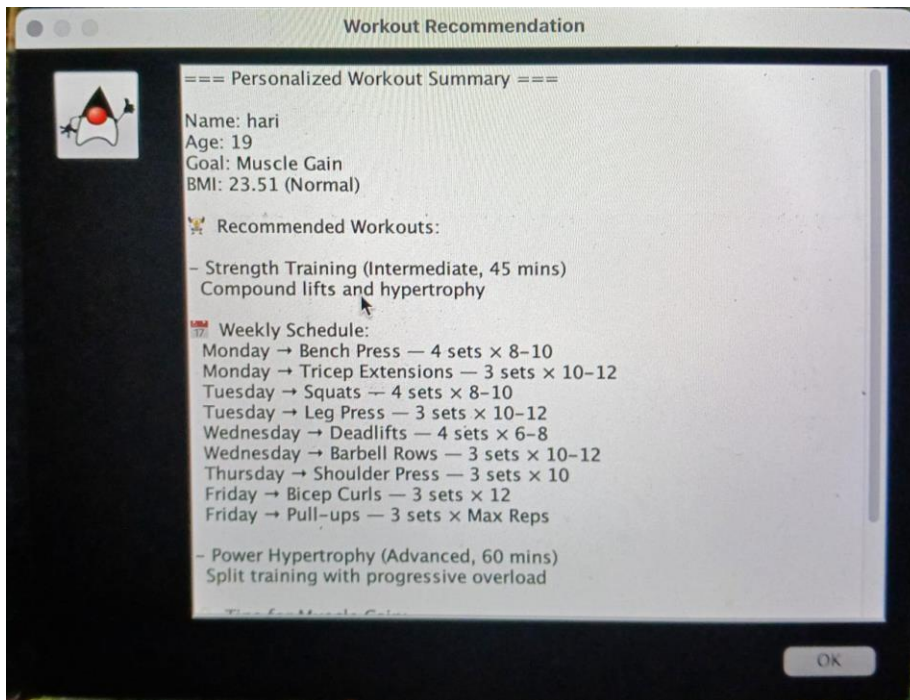 Workout Recommendation
=== Personalized Workout Summary ===
Name: hari
Age: 19
Goal: Muscle Gain
BMI: 23.51 (Normal)
Recommended Workouts:
– Strength Training (Intermediate, 45 mins)
Compound lifts and hypertrophy
17 Weekly Schedule:
Monday → Bench Press — 4 sets × 8–10
Monday → Tricep Extensions — 3 sets × 10–12
Tuesday → Squats — 4 sets × 8–10
Tuesday → Leg Press — 3 sets × 10–12
Wednesday → Deadlifts — 4 sets × 6–8
Wednesday → Barbell Rows — 3 sets × 10–12
Thursday → Shoulder Press — 3 sets × 10
Friday → Bicep Curls — 3 sets × 12
Friday → Pull-ups — 3 sets × Max Reps
– Power Hypertrophy (Advanced, 60 mins)
Split training with progressive overload
OK